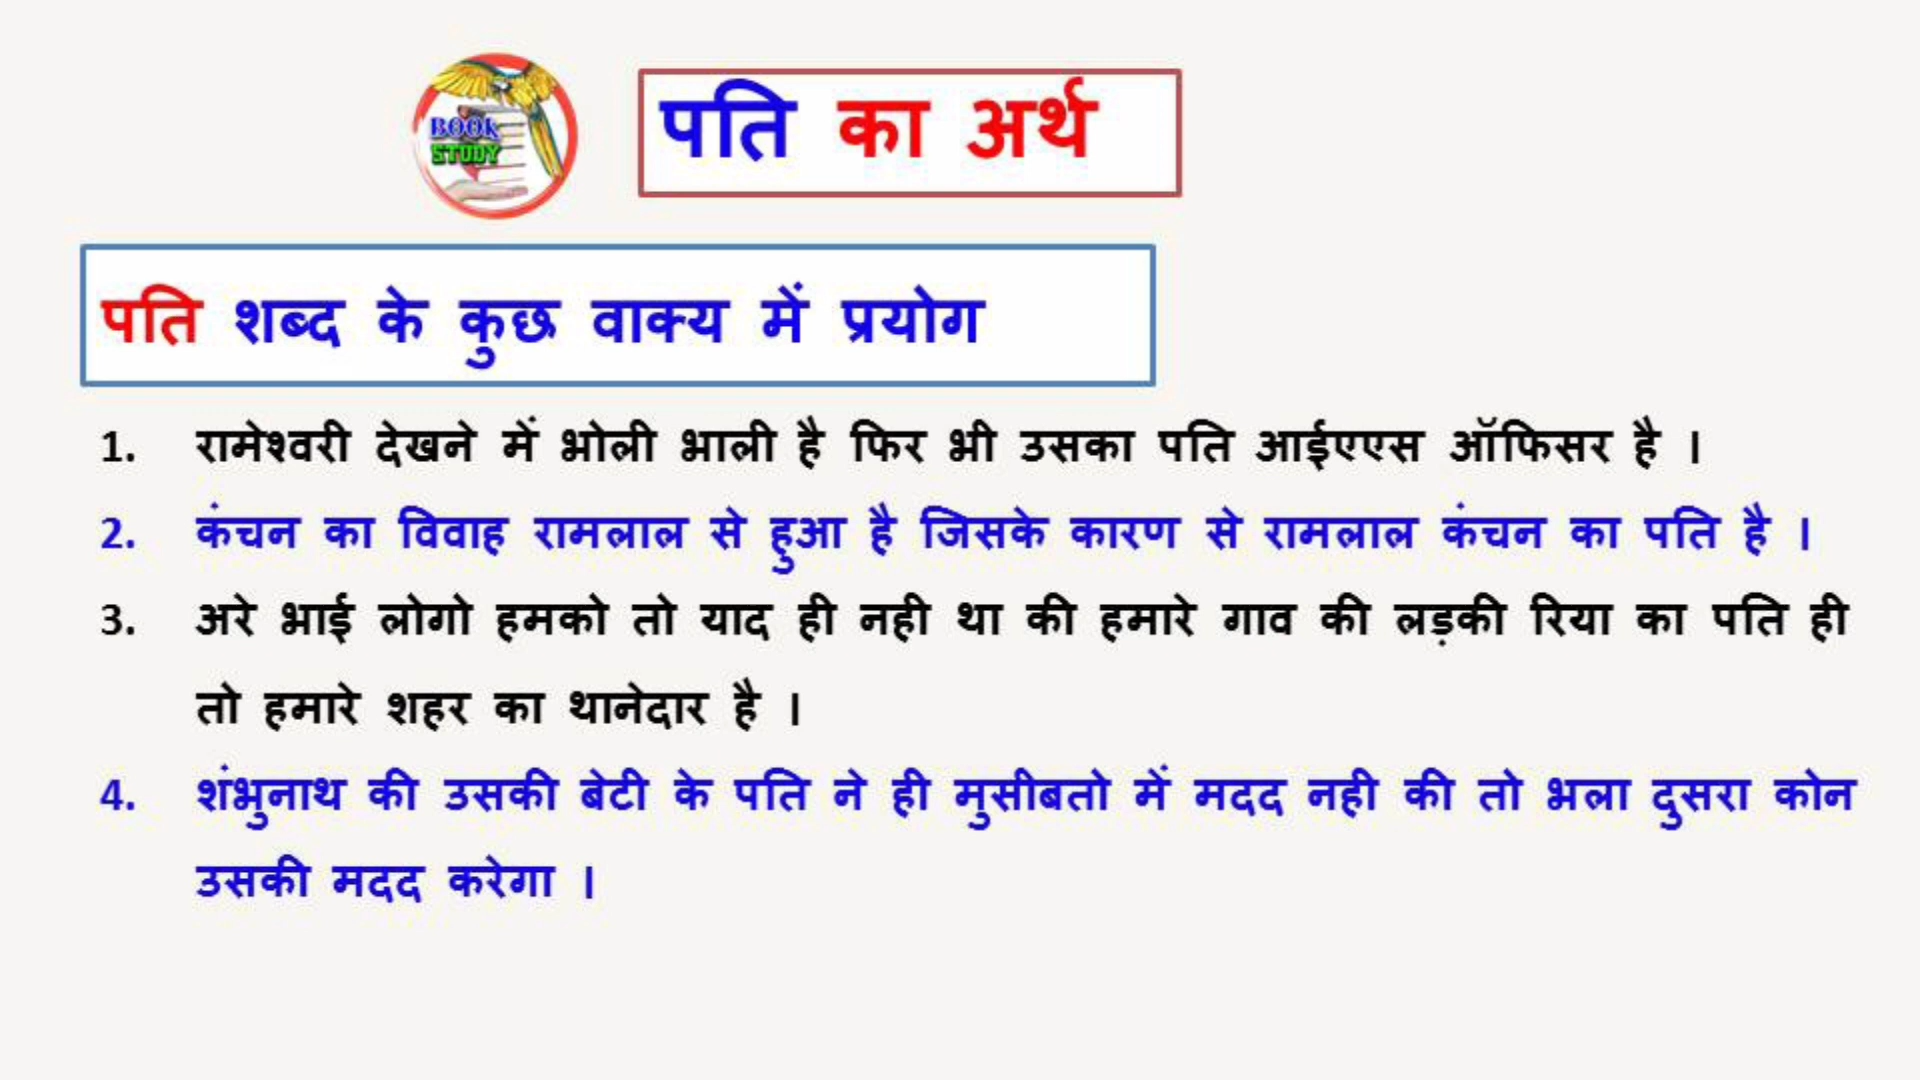 BOOK
STUDY
पति का अर्थ
पति शब्द के कुछ वाक्य में प्रयोग
1. रामेश्वरी देखने में भोली भाली है फिर भी उसका पति आईएएस ऑफिसर है ।
2. कंचन का विवाह रामलाल से हुआ है जिसके कारण से रामलाल कंचन का पति है ।
3. अरे भाई लोगो हमको तो याद ही नही था की हमारे गाव की लड़की रिया का पति ही
तो हमारे शहर का थानेदार है ।
4. शंभुनाथ की उसकी बेटी के पति ने ही मुसीबतो में मदद नही की तो भला दुसरा कोन
उसकी मदद करेगा ।